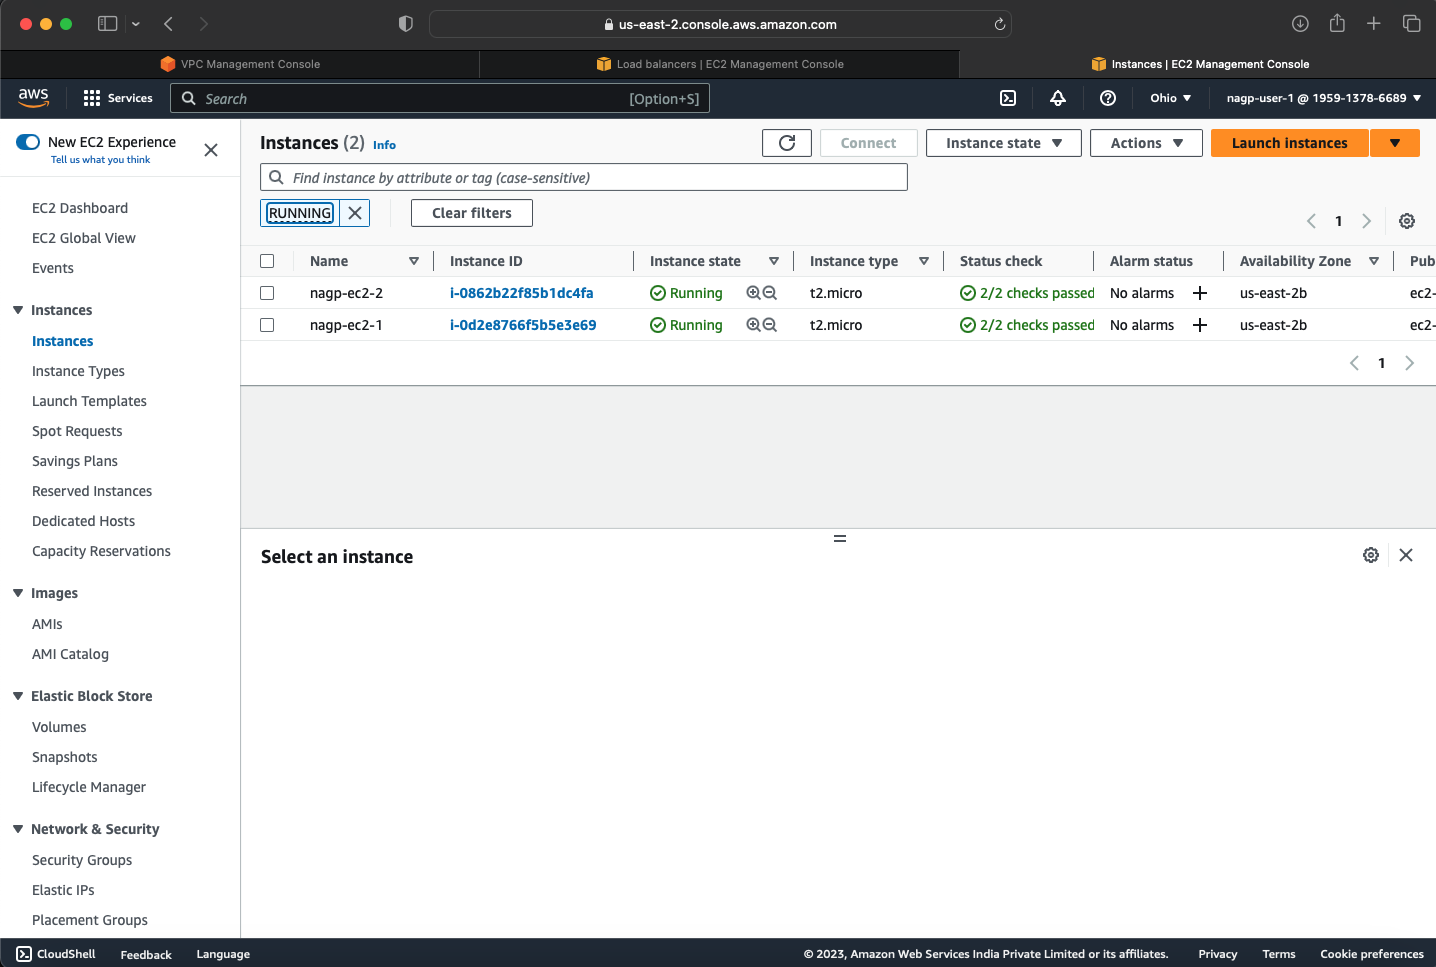 us-east-2.console.aws.amazon.com
VPC Management Console
Load balancers | EC2 Management Console
Instances | EC2 Management Console
aws
Services
Search
[Option+S]
Ohio
nagp-user-1 @ 1959-1378-6689
New EC2 Experience
Tell us what you think
EC2 Dashboard
EC2 Global View
Events
Instances
Instances
Instance Types
Launch Templates
Spot Requests
Savings Plans
Reserved Instances
Dedicated Hosts
Capacity Reservations
Images
AMIs
AMI Catalog
Elastic Block Store
Volumes
Snapshots
Lifecycle Manager
Network & Security
Security Groups
Elastic IPs
Placement Groups
Instances (2) Info
Connect
Instance state
Actions
Launch instances
Find instance by attribute or tag (case-sensitive)
RUNNING
Clear filters
1
Name Instance ID Instance state Instance type Status check Alarm status Availability Zone Pub
nagp-ec2-2 i-0862b22f85b1dc4fa Running t2.micro 2/2 checks passed No alarms + us-east-2b ec2-
nagp-ec2-1 i-0d2e8766f5b5e3e69 Running t2.micro 2/2 checks passed No alarms + us-east-2b ec2-
1
Select an instance
CloudShell
Feedback
Language
© 2023, Amazon Web Services India Private Limited or its affiliates.
Privacy
Terms
Cookie preferences